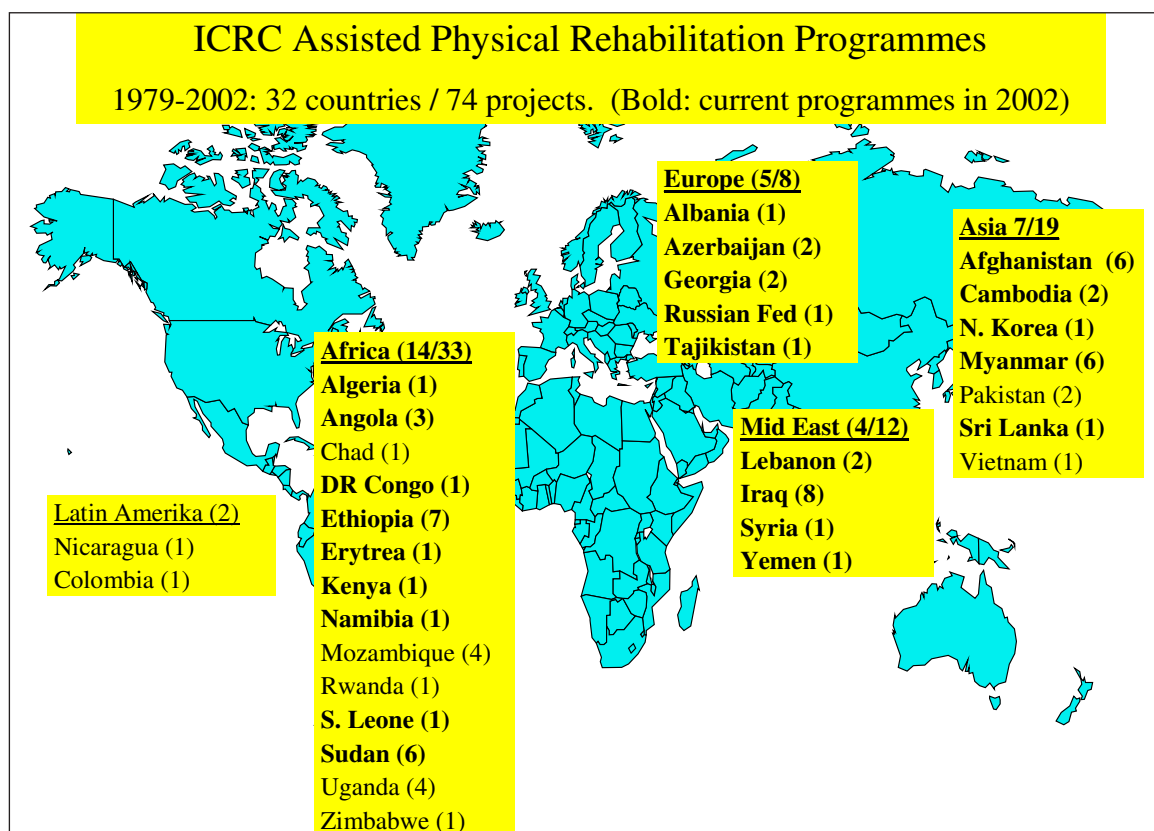 ICRC Assisted Physical Rehabilitation Programmes
1979-2002: 32 countries / 74 projects.  (Bold: current programmes in 2002)
Europe (5/8)
Albania (1)
Azerbaijan (2)
Georgia (2)
Russian Fed (1)
Tajikistan (1)
Asia 7/19
Afghanistan  (6)
Cambodia (2)
N. Korea (1)
Myanmar (6)
Pakistan (2)
Sri Lanka (1)
Vietnam (1)
Africa (14/33)
Algeria (1)
Angola (3)
Chad (1)
DR Congo (1)
Ethiopia (7)
Erytrea (1)
Kenya (1)
Namibia (1)
Mozambique (4)
Rwanda (1)
S. Leone (1)
Sudan (6)
Uganda (4)
Zimbabwe (1)
Mid East (4/12)
Lebanon (2)
Iraq (8)
Syria (1)
Yemen (1)
Latin Amerika (2)
Nicaragua (1)
Colombia (1)